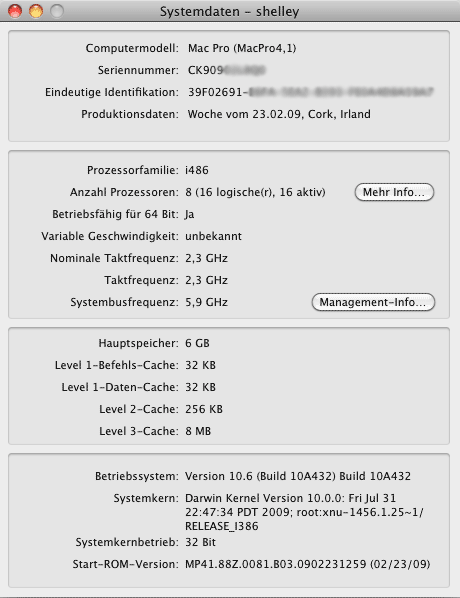 Systemdaten – shelley
Computermodell: Mac Pro (MacPro4,1)
Seriennummer: CK909
Eindeutige Identifikation: 39F02691-
Produktionsdaten: Woche vom 23.02.09, Cork, Irland
Prozessorfamilie: i486
Anzahl Prozessoren: 8 (16 logische(r), 16 aktiv) Mehr Info...
Betriebsfähig für 64 Bit: Ja
Variable Geschwindigkeit: unbekannt
Nominale Taktfrequenz: 2,3 GHz
Taktfrequenz: 2,3 GHz
Systembusfrequenz: 5,9 GHz Management-Info...
Hauptspeicher: 6 GB
Level 1-Befehls-Cache: 32 KB
Level 1-Daten-Cache: 32 KB
Level 2-Cache: 256 KB
Level 3-Cache: 8 MB
Betriebssystem: Version 10.6 (Build 10A432) Build 10A432
Systemkern: Darwin Kernel Version 10.0.0: Fri Jul 31
22:47:34 PDT 2009; root:xnu-1456.1.25~1/
RELEASE_I386
Systemkernbetrieb: 32 Bit
Start-ROM-Version: MP41.88Z.0081.B03.0902231259 (02/23/09)